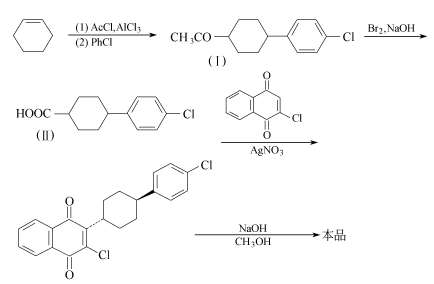 (1) AcCl,AlCl₃
(2) PhCl
CH₃CO
Cl
(Ⅰ)
Br₂,NaOH
HOOC
Cl
(Ⅱ)
O
Cl
O
AgNO₃
Cl
O
Cl
O
NaOH
CH₃OH
本品